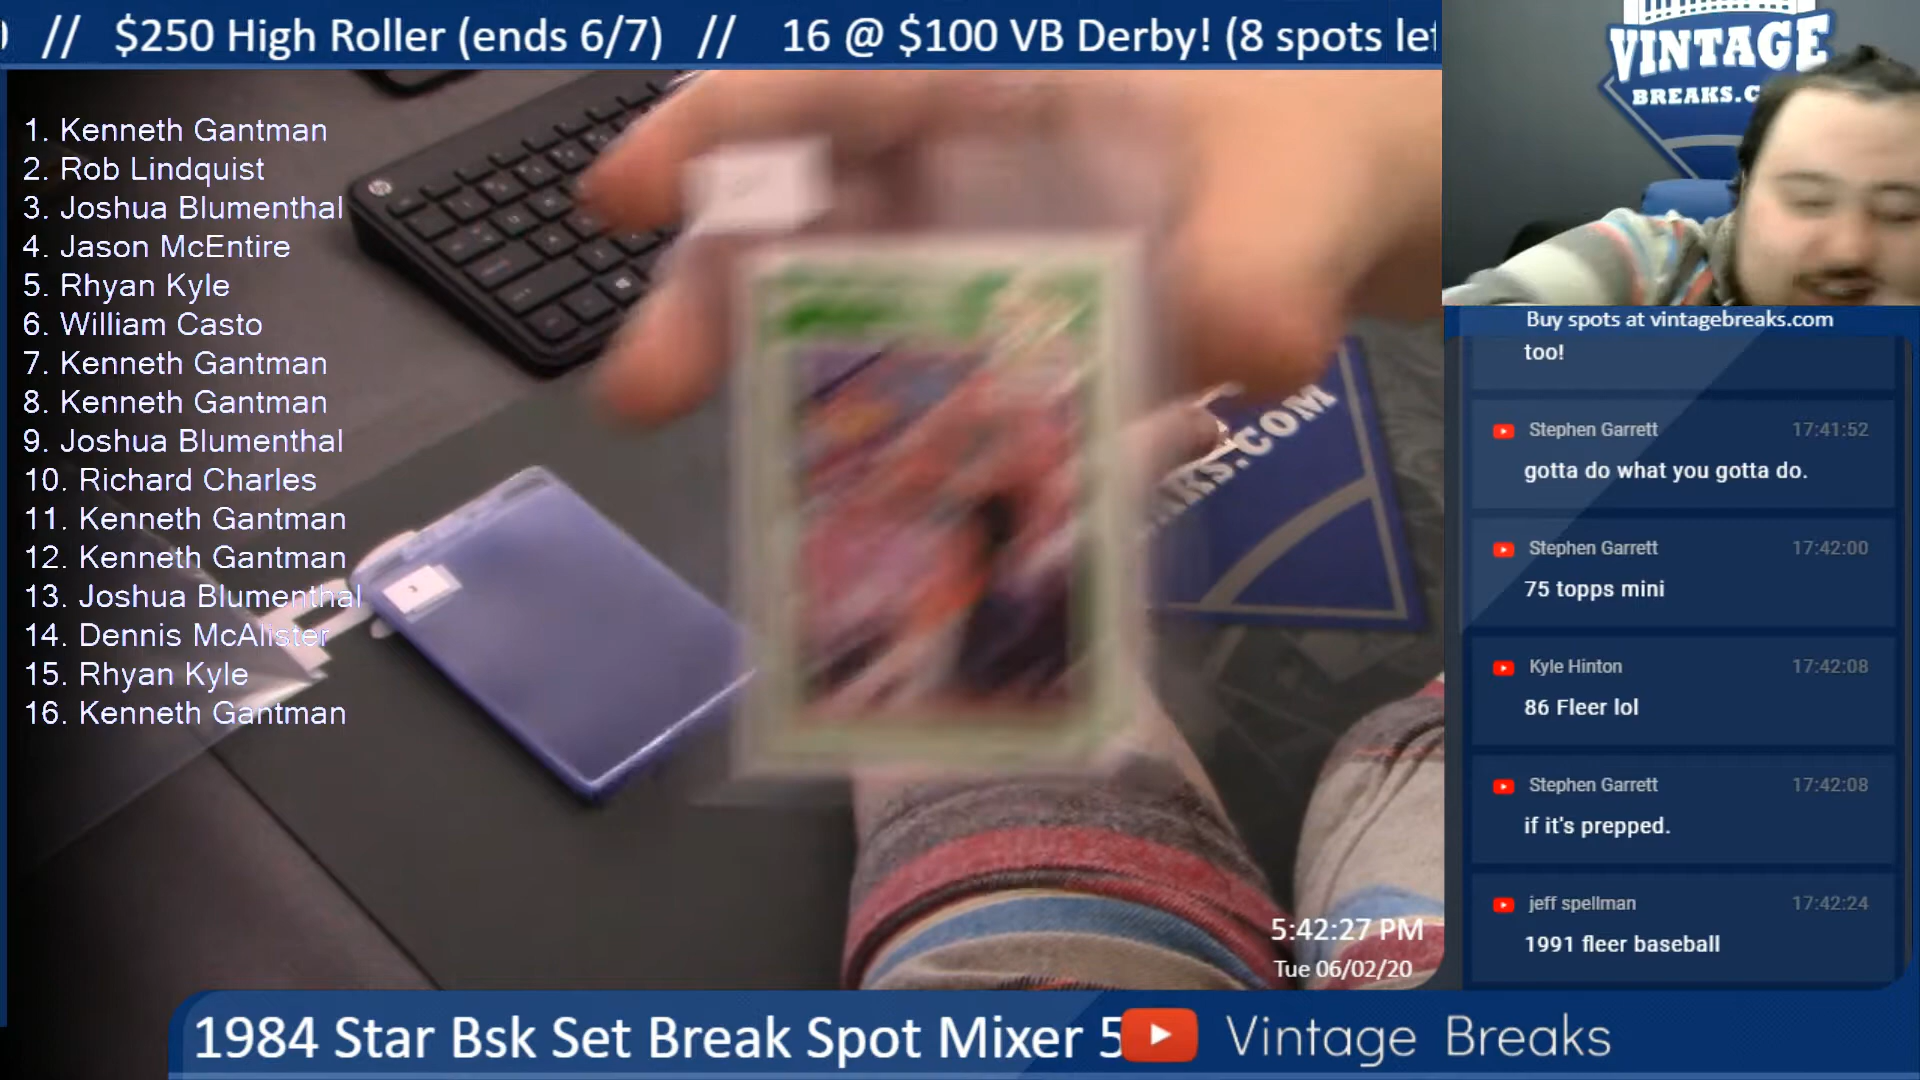 // $250 High Roller (ends 6/7) // 16 @ $100 VB Derby! (8 spots
VINTAGE
BREAKS.C
1. Kenneth Gantman
2. Rob Lindquist
3. Joshua Blumenthal
4. Jason McEntire
5. Rhyan Kyle
6. William Casto
7. Kenneth Gantman
8. Kenneth Gantman
9. Joshua Blumenthal
10. Richard Charles
11. Kenneth Gantman
12. Kenneth Gantman
13. Joshua Blumenthal
14. Dennis McAlister
15. Rhyan Kyle
16. Kenneth Gantman
AKS.COM
Buy spots at vintagebreaks.com
too!
Stephen Garrett 17:41:52
gotta do what you gotta do.
Stephen Garrett 17:42:00
75 topps mini
Kyle Hinton 17:42:08
86 Fleer lol
Stephen Garrett 17:42:08
if it's prepped.
jeff spellman 17:42:24
1991 fleer baseball
5:42:27 PM
Tue 06/02/20
1984 Star Bsk Set Break Spot Mixer 5
Vintage Breaks